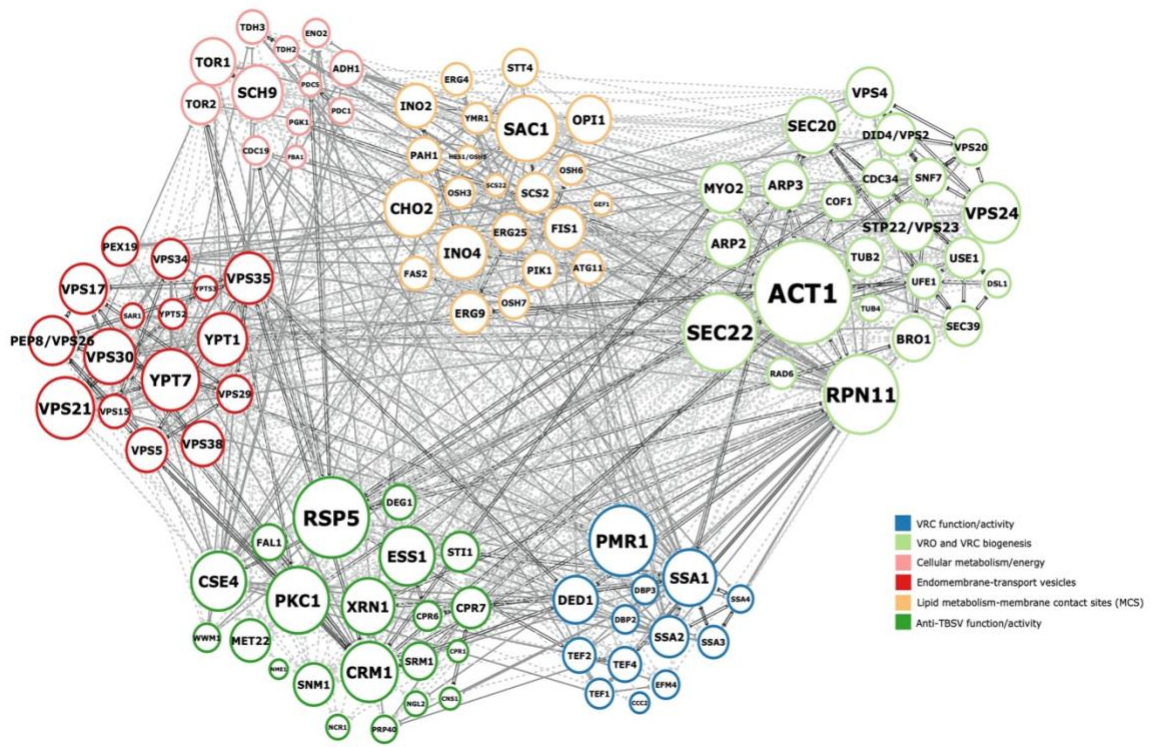 TDH3
ENO2
TDH2
TOR1
ADH1
SCH9
PDC5
TOR2
PDC1
PGK1
CDC19
FBA1
STT4
ERG4
INO2
YMR1
SAC1
OPI1
PAH1
HES1/OSH5
OSH6
SCS22
OSH3
SCS2
GEF1
CHO2
ERG25
FIS1
INO4
FAS2
PIK1
ATG11
OSH7
ERG9
VPS4
SEC20
DID4/VPS2
VPS20
CDC34
SNF7
MYO2
ARP3
COF1
VPS24
STP22/VPS23
ARP2
TUB2
USE1
UFE1
DSL1
ACT1
TUB4
SEC39
SEC22
BRO1
RAD6
RPN11
PEX19
VPS34
VPS35
VPS17
YPT53
SAR1
YPT52
PEP8/VPS26
YPT1
VPS30
YPT7
VPS21
VPS29
VPS15
VPS5
VPS38
DEG1
RSP5
FAL1
ESS1
STI1
CSE4
PKC1
XRN1
CPR7
CPR6
WWM1
MET22
CPR1
SRM1
NME1
CRM1
SNM1
NGL2
CNS1
NCR1
PRP40
PMR1
SSA1
DBP3
DED1
SSA4
DBP2
SSA2
SSA3
TEF2
TEF4
EFM4
TEF1
CCC2
VRC function/activity
VRO and VRC biogenesis
Cellular metabolism/energy
Endomembrane-transport vesicles
Lipid metabolism-membrane contact sites (MCS)
Anti-TBSV function/activity